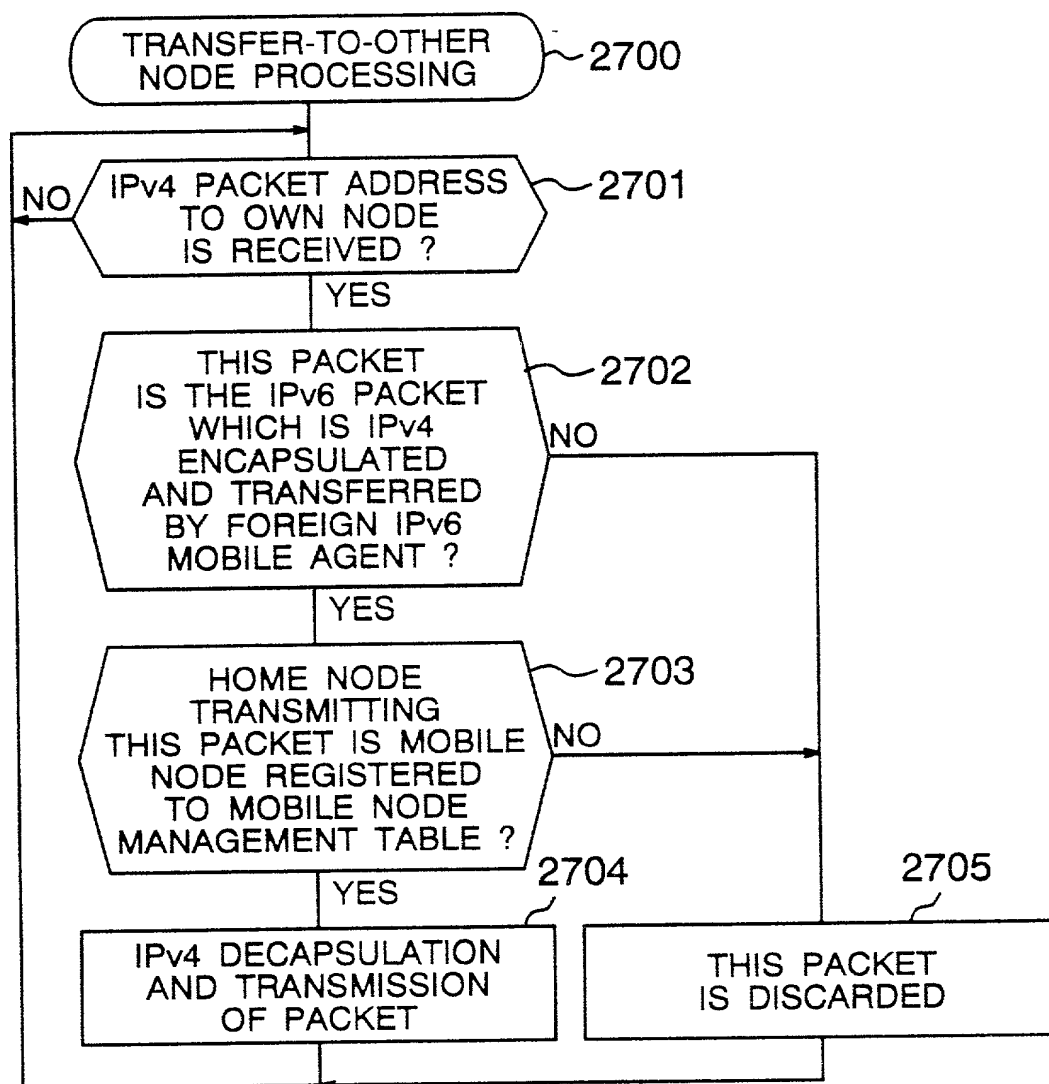 TRANSFER-TO-OTHER
NODE PROCESSING
2700
IPv4 PACKET ADDRESS
TO OWN NODE
IS RECEIVED ?
2701
NO
YES
THIS PACKET
IS THE IPv6 PACKET
WHICH IS IPv4
ENCAPSULATED
AND TRANSFERRED
BY FOREIGN IPv6
MOBILE AGENT ?
2702
NO
YES
HOME NODE
TRANSMITTING
THIS PACKET IS MOBILE
NODE REGISTERED
TO MOBILE NODE
MANAGEMENT TABLE ?
2703
NO
YES
2704
IPv4 DECAPSULATION
AND TRANSMISSION
OF PACKET
2705
THIS PACKET
IS DISCARDED